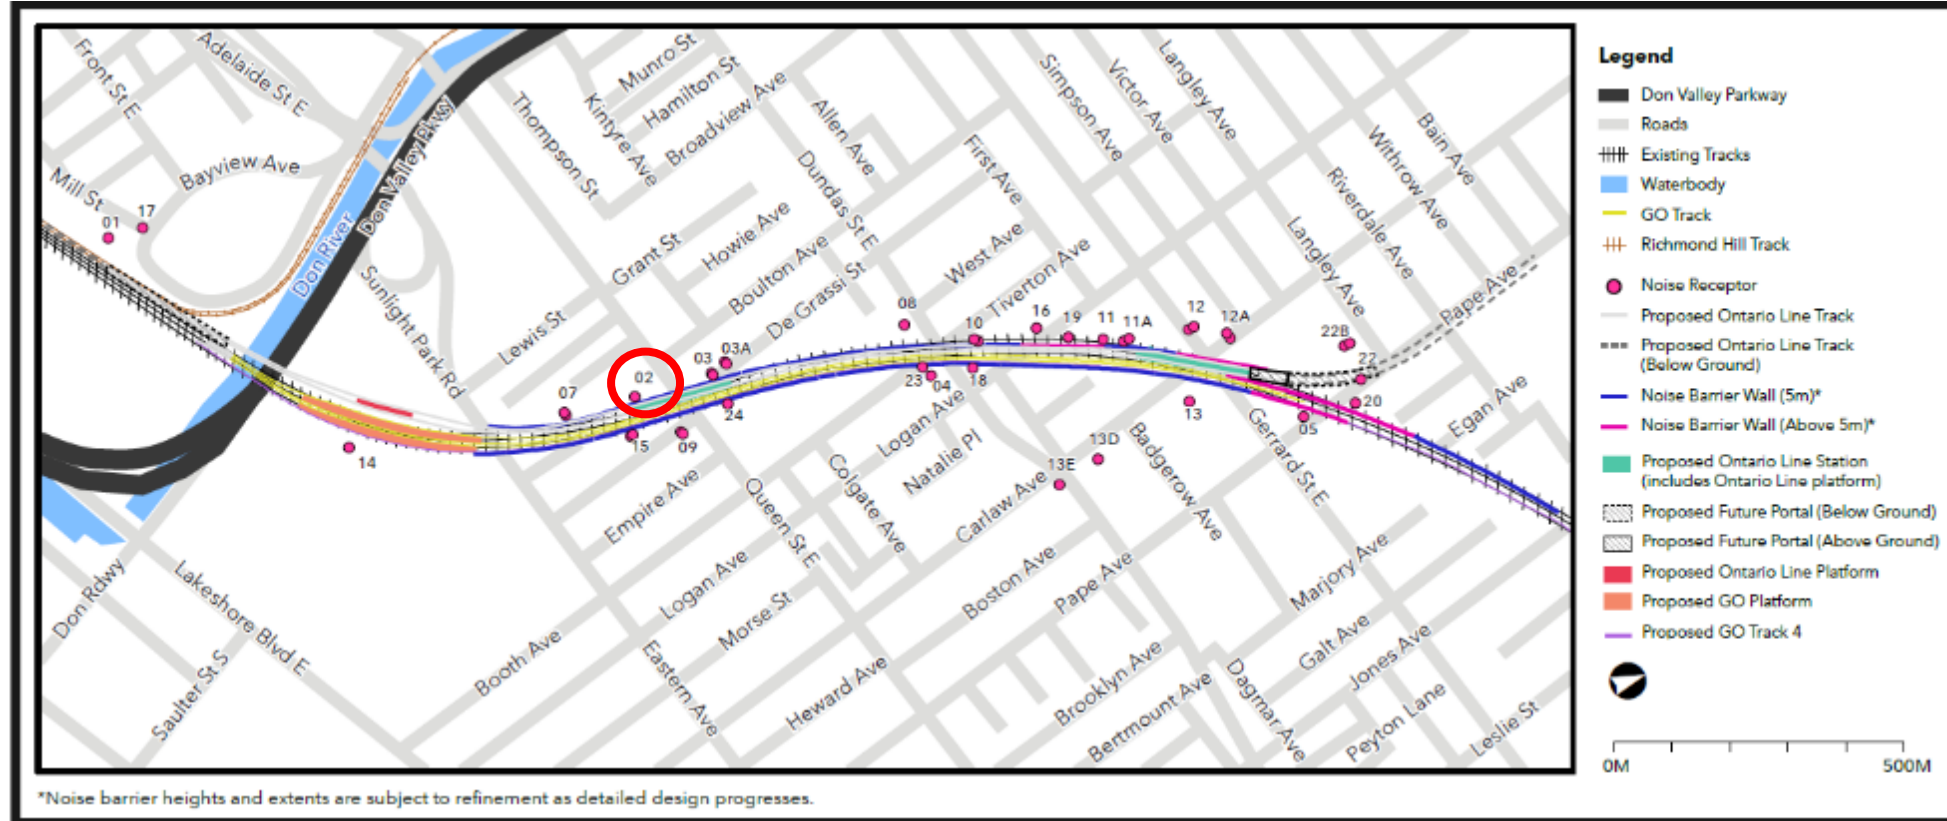 Front St E
Adelaide St E
Bayview Ave
Mill St
01
17
Don River
Don Valley Pkwy
Sunlight Park Rd
Thompson St
Kintyre Ave
Munro St
Hamilton St
Broadview Ave
Allen Ave
Dundas St E
Grant St
Howie Ave
Boulton Ave
De Grassi St
Lewis St
First Ave
West Ave
Tiverton Ave
Simpson Ave
Victor Ave
Langley Ave
Langley Ave
Riverdale Ave
Withrow Ave
Bain Ave
Pape Ave
07
02
03
03A
08
10
16
19
11
11A
12
12A
22B
22
14
15
09
24
23
04
18
13
13D
13E
05
20
Egan Ave
Empire Ave
Queen St E
Colgate Ave
Logan Ave
Natalie Pl
Carlaw Ave
Badgerow Ave
Gerrard St E
Logan Ave
Morse St
Boston Ave
Pape Ave
Marjory Ave
Galt Ave
Jones Ave
Don Rdwy
Lakeshore Blvd E
Saulter St S
Booth Ave
Eastern Ave
Heward Ave
Brooklyn Ave
Bertmount Ave
Dagmar Ave
Peyton Lane
Leslie St
Legend
Don Valley Parkway
Roads
Existing Tracks
Waterbody
GO Track
Richmond Hill Track
Noise Receptor
Proposed Ontario Line Track
Proposed Ontario Line Track
(Below Ground)
Noise Barrier Wall (5m)*
Noise Barrier Wall (Above 5m)*
Proposed Ontario Line Station
(includes Ontario Line platform)
Proposed Future Portal (Below Ground)
Proposed Future Portal (Above Ground)
Proposed Ontario Line Platform
Proposed GO Platform
Proposed GO Track 4
0M
500M
*Noise barrier heights and extents are subject to refinement as detailed design progresses.